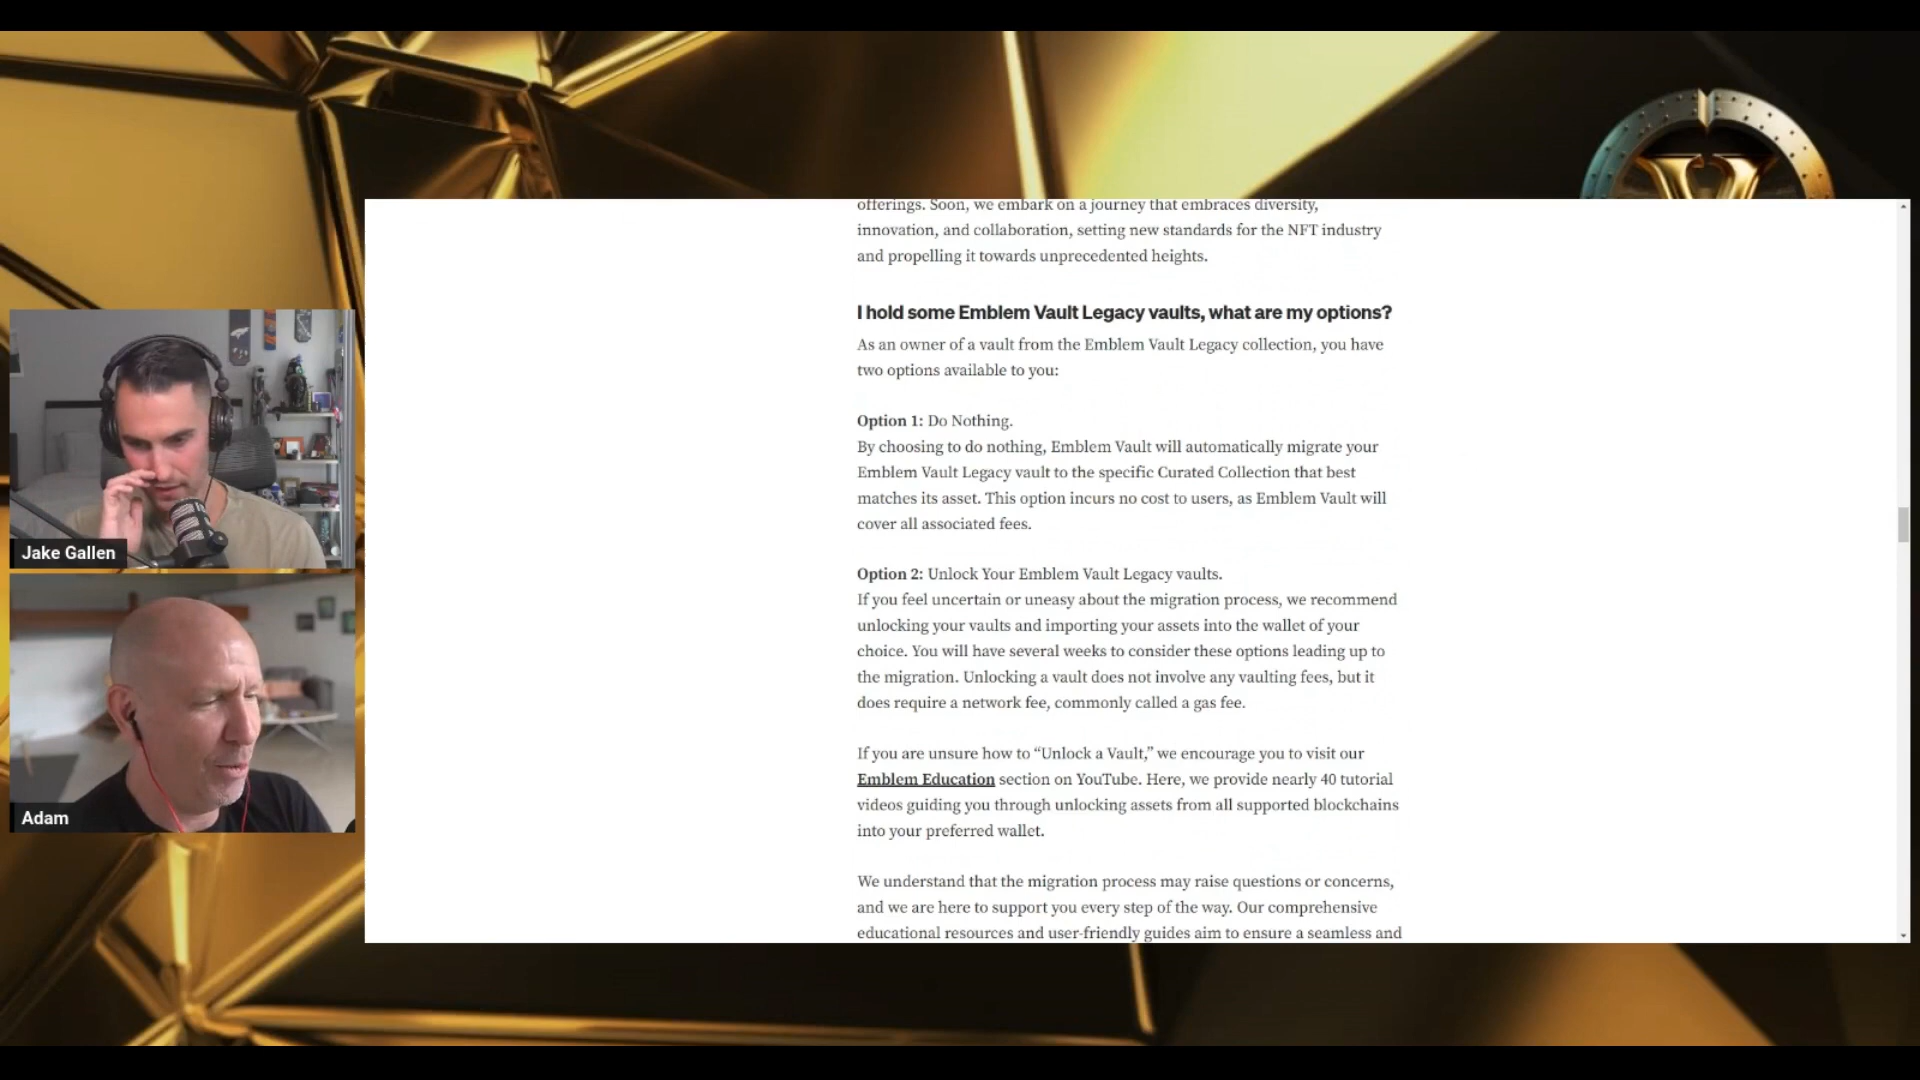 offerings. Soon, we embark on a journey that embraces diversity,
innovation, and collaboration, setting new standards for the NFT industry
and propelling it towards unprecedented heights.
I hold some Emblem Vault Legacy vaults, what are my options?
As an owner of a vault from the Emblem Vault Legacy collection, you have
two options available to you:
Option 1: Do Nothing.
By choosing to do nothing, Emblem Vault will automatically migrate your
Emblem Vault Legacy vault to the specific Curated Collection that best
matches its asset. This option incurs no cost to users, as Emblem Vault will
cover all associated fees.
Option 2: Unlock Your Emblem Vault Legacy vaults.
If you feel uncertain or uneasy about the migration process, we recommend
unlocking your vaults and importing your assets into the wallet of your
choice. You will have several weeks to consider these options leading up to
the migration. Unlocking a vault does not involve any vaulting fees, but it
does require a network fee, commonly called a gas fee.
If you are unsure how to “Unlock a Vault,” we encourage you to visit our
Emblem Education section on YouTube. Here, we provide nearly 40 tutorial
videos guiding you through unlocking assets from all supported blockchains
into your preferred wallet.
We understand that the migration process may raise questions or concerns,
and we are here to support you every step of the way. Our comprehensive
educational resources and user-friendly guides aim to ensure a seamless and
Jake Gallen
Adam